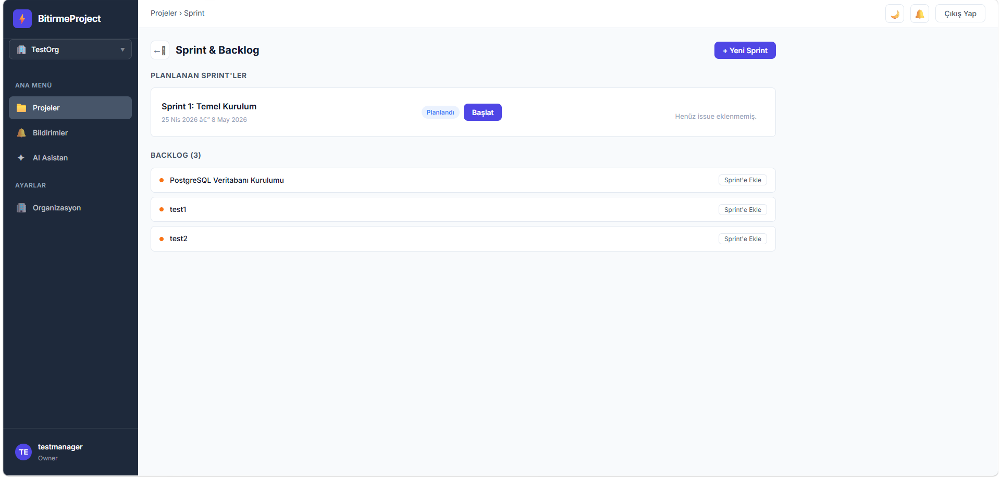 BitirmeProject
TestOrg
ANA MENÜ
Projeler
Bildirimler
AI Asistan
AYARLAR
Organizasyon
TE
testmanager
Owner
Projeler › Sprint
Çıkış Yap
← Sprint & Backlog
+ Yeni Sprint
PLANLANAN SPRINT'LER
Sprint 1: Temel Kurulum
25 Nis 2026 â€” 8 May 2026
Planlandı
Başlat
Henüz issue eklenmemiş.
BACKLOG (3)
PostgreSQL Veritabanı Kurulumu
Sprint'e Ekle
test1
Sprint'e Ekle
test2
Sprint'e Ekle